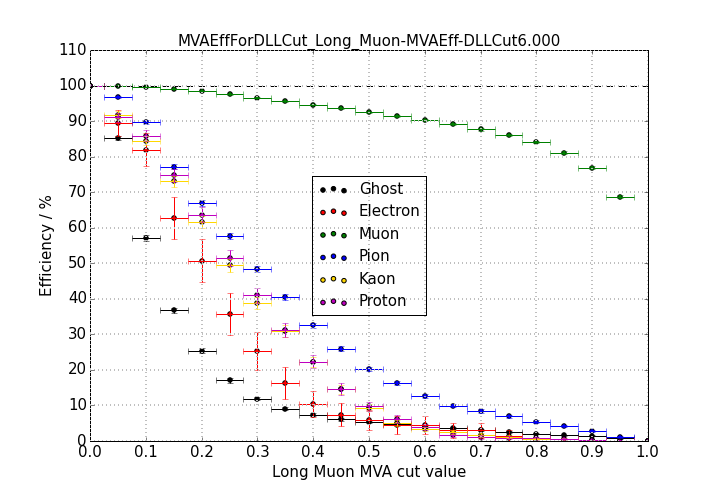 MVAEffForDLLCut_Long_Muon-MVAEff-DLLCut6.000
110
100
90
80
70
60
50
40
30
20
10
0
Efficiency / %
Ghost
Electron
Muon
Pion
Kaon
Proton
0.0 0.1 0.2 0.3 0.4 0.5 0.6 0.7 0.8 0.9 1.0
Long Muon MVA cut value